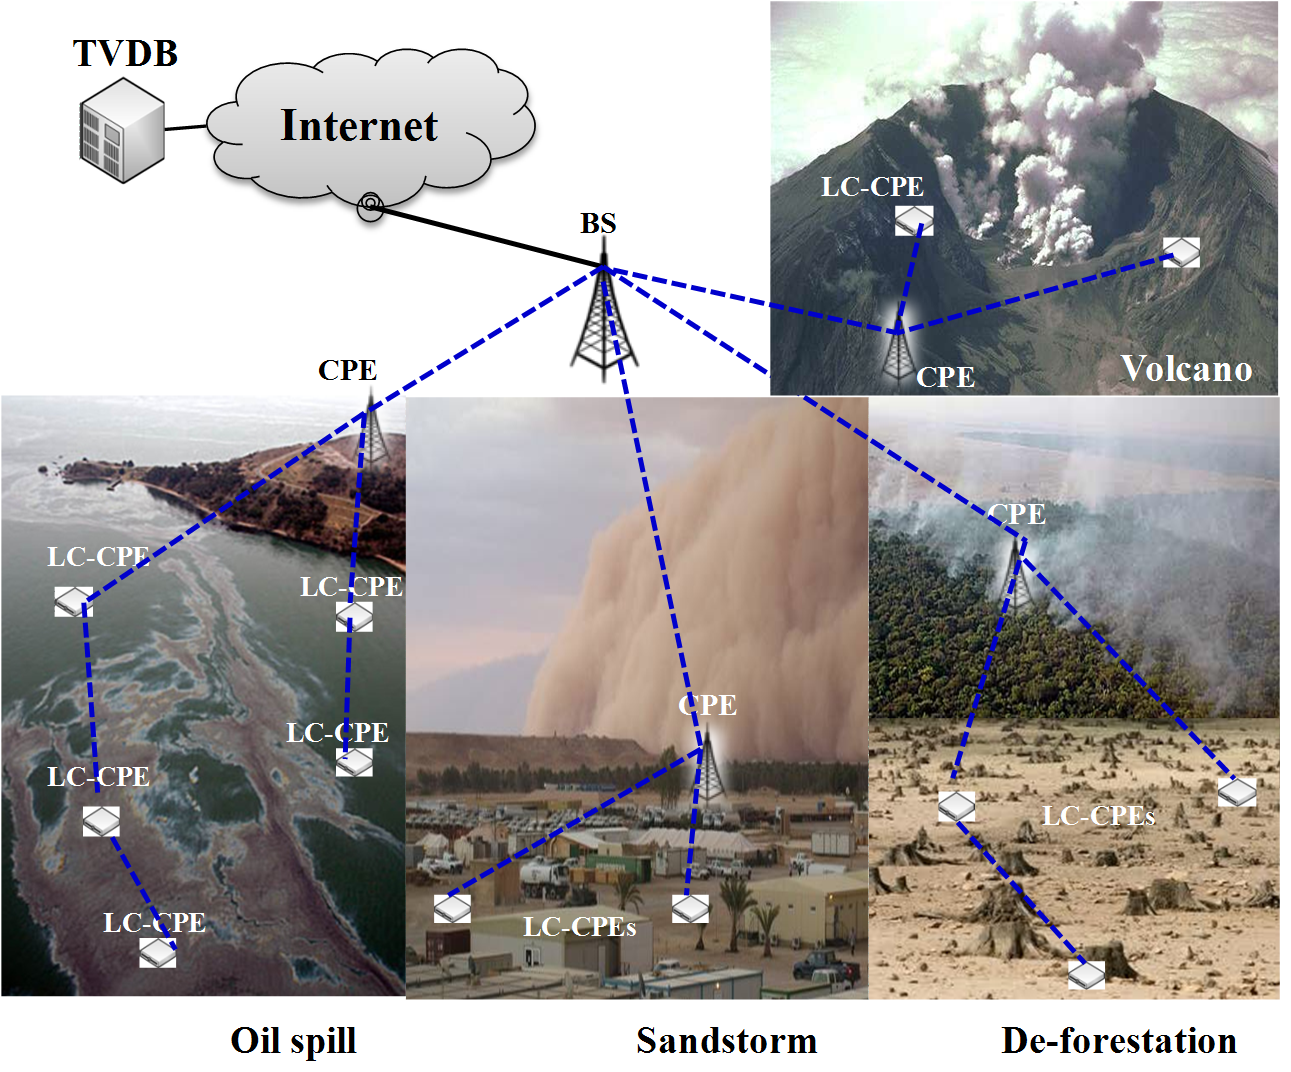 TVDB
Internet
BS
LC-CPE
CPE
Volcano
CPE
LC-CPE
LC-CPE
LC-CPE
LC-CPE
LC-CPE
CPE
LC-CPEs
CPE
LC-CPEs
Oil spill
Sandstorm
De-forestation